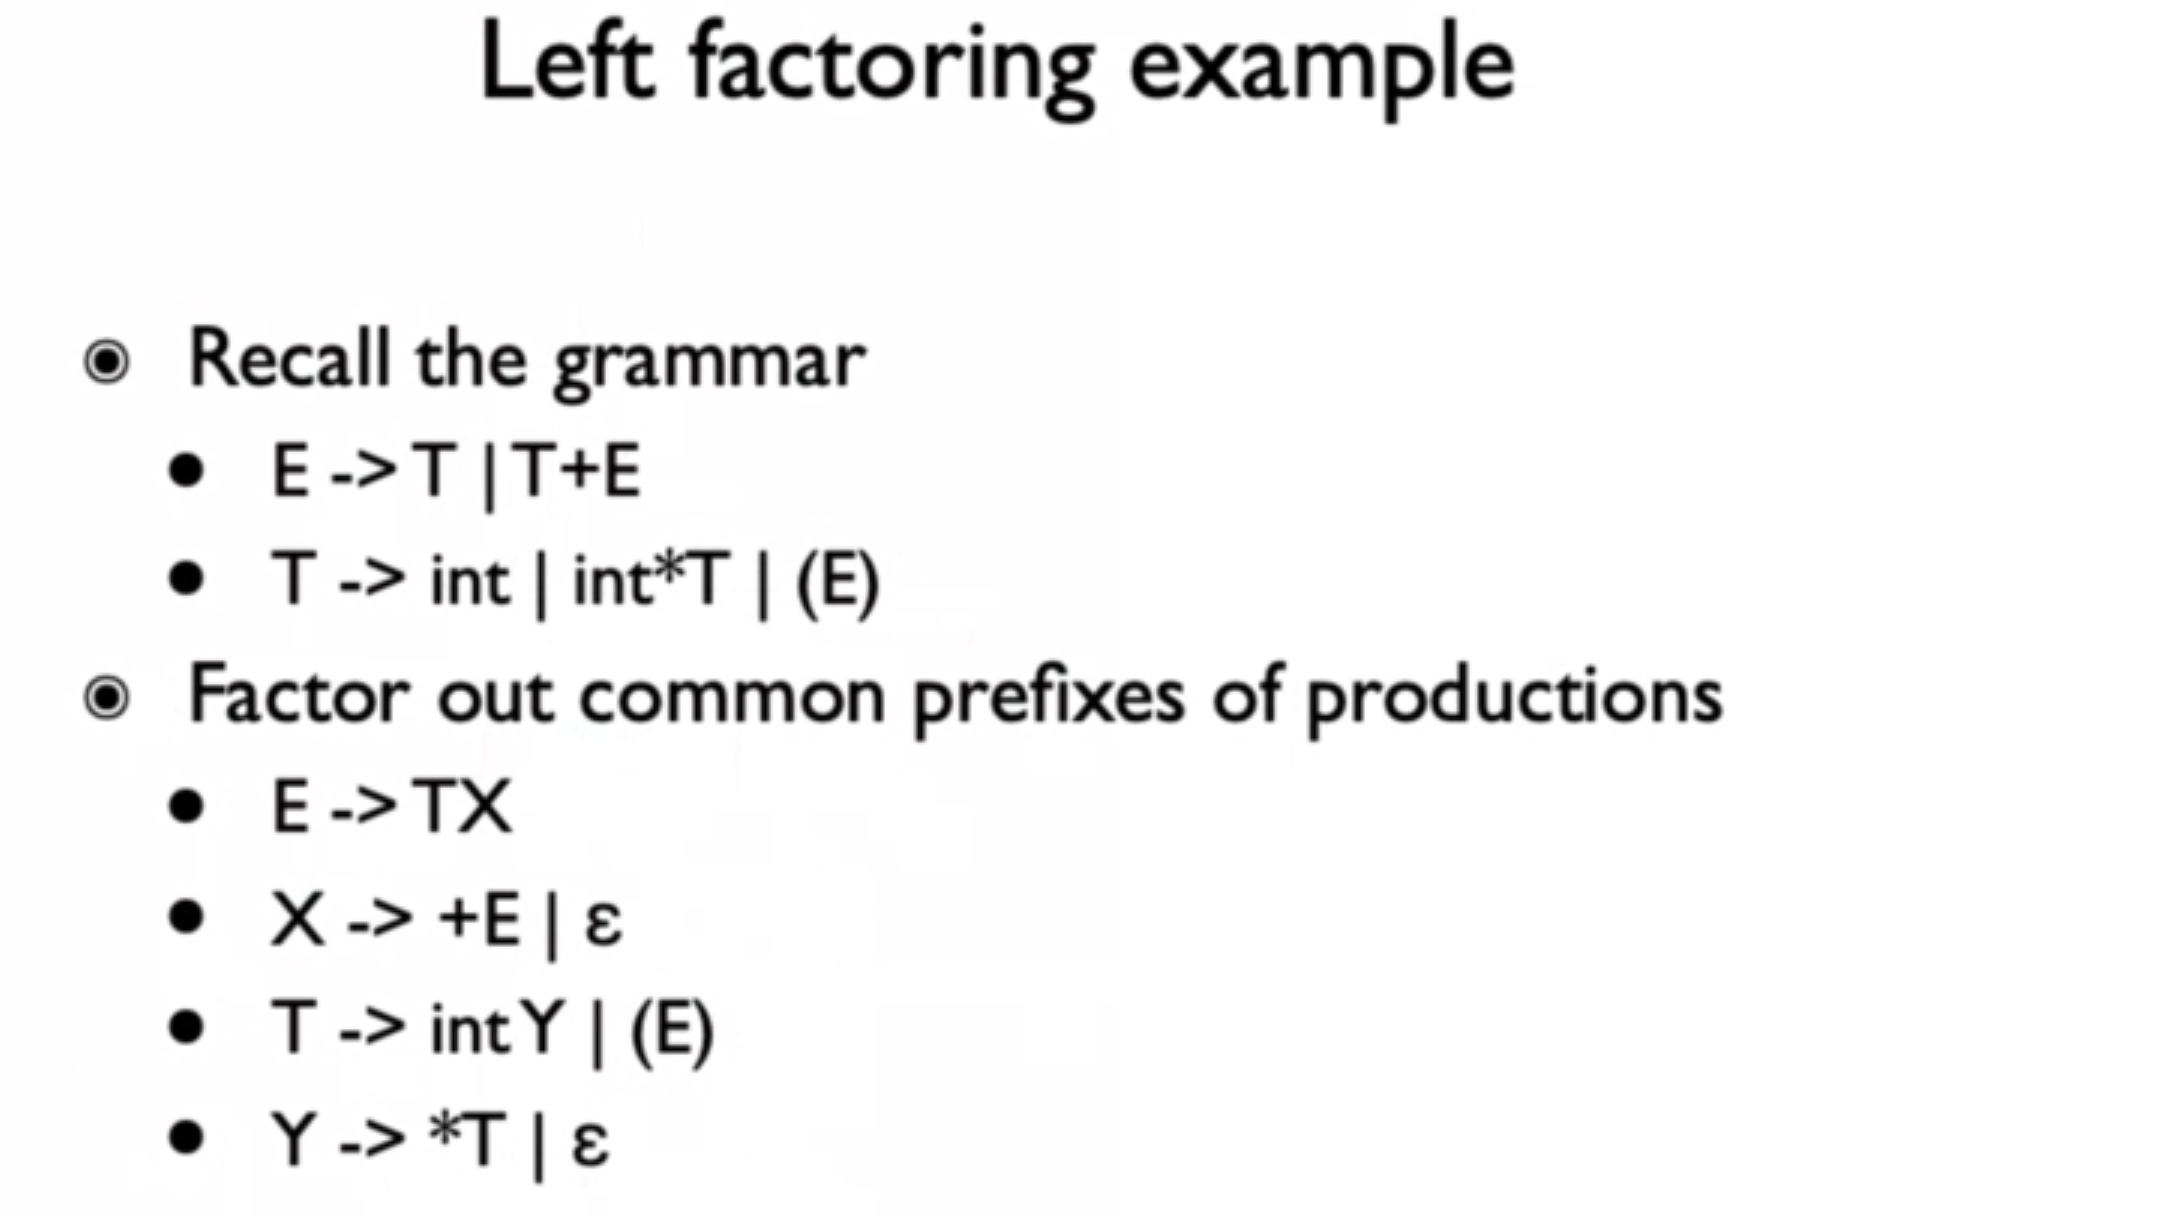 Left factoring example
Recall the grammar
E -> T | T+E
T -> int | int*T | (E)
Factor out common prefixes of productions
E -> TX
X -> +E | ε
T -> int Y | (E)
Y -> *T | ε